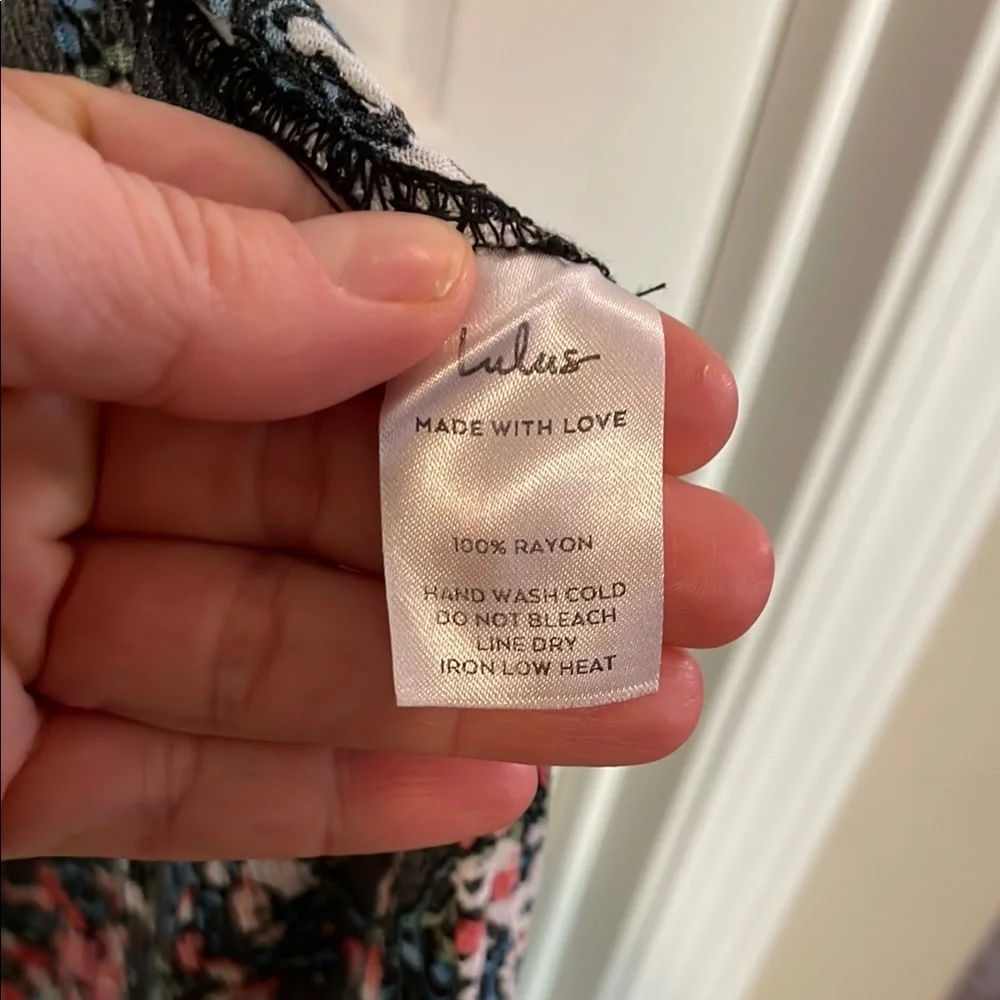 Lulus
MADE WITH LOVE
100% RAYON
HAND WASH COLD
DO NOT BLEACH
LINE DRY
IRON LOW HEAT